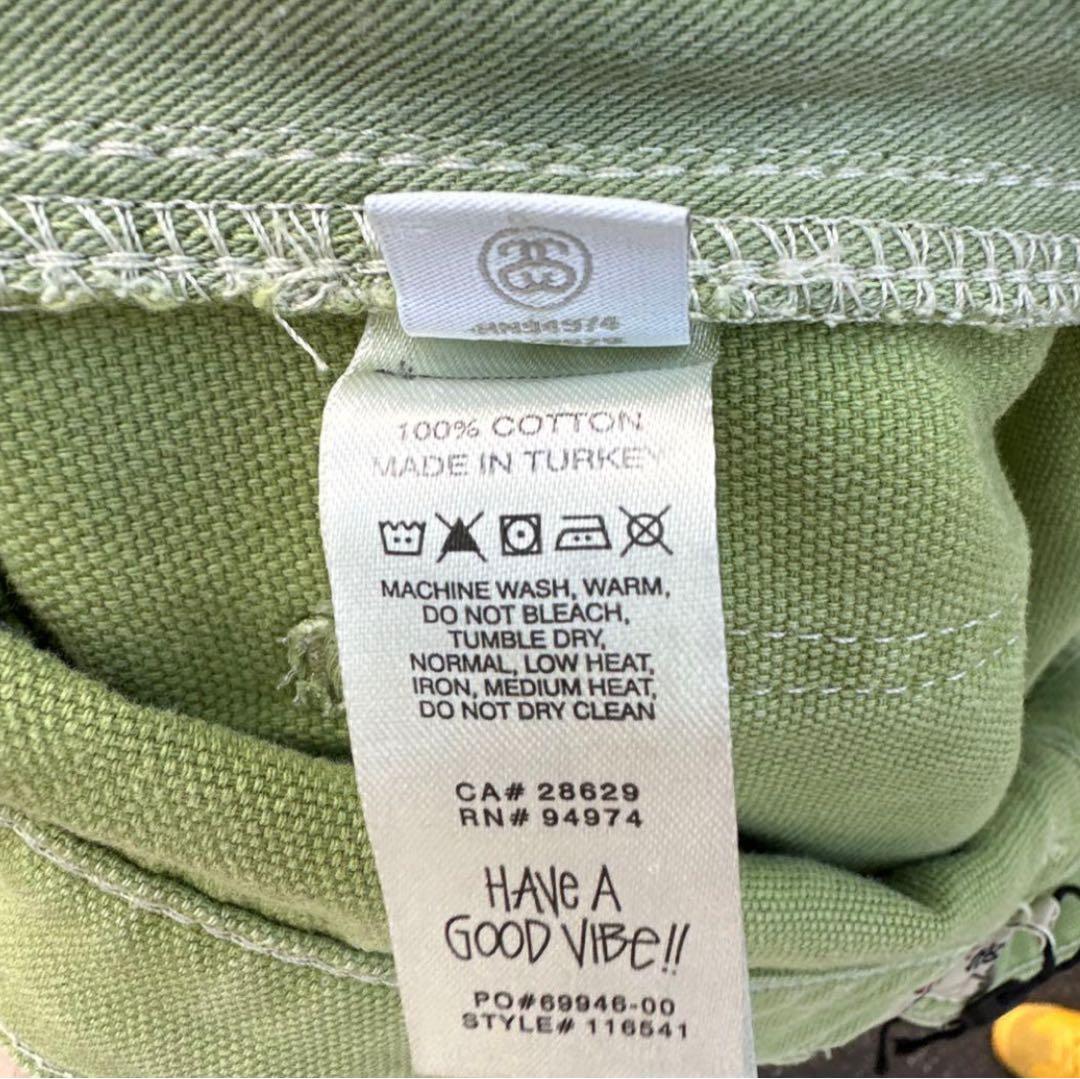 100% COTTON
MADE IN TURKEY
MACHINE WASH, WARM,
DO NOT BLEACH,
TUMBLE DRY,
NORMAL, LOW HEAT,
IRON, MEDIUM HEAT,
DO NOT DRY CLEAN
CA# 28629
RN# 94974
HAVE A
GOOD VIBE!!
PO#69946-00
STYLE# 116541